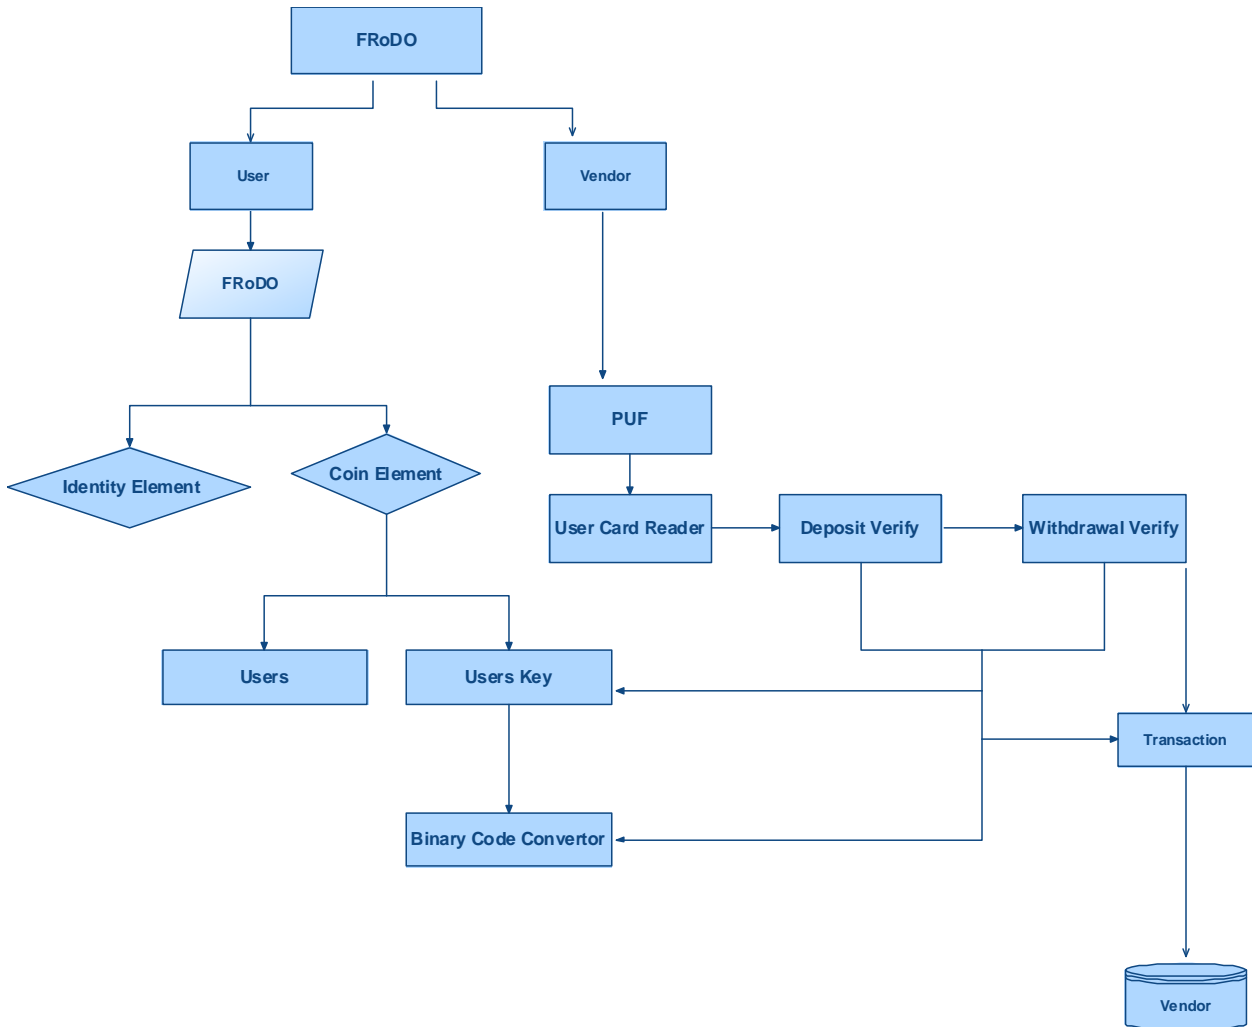 FRoDO
User
Vendor
FRoDO
PUF
Identity Element
Coin Element
User Card Reader
Deposit Verify
Withdrawal Verify
Users
Users Key
Transaction
Binary Code Convertor
Vendor